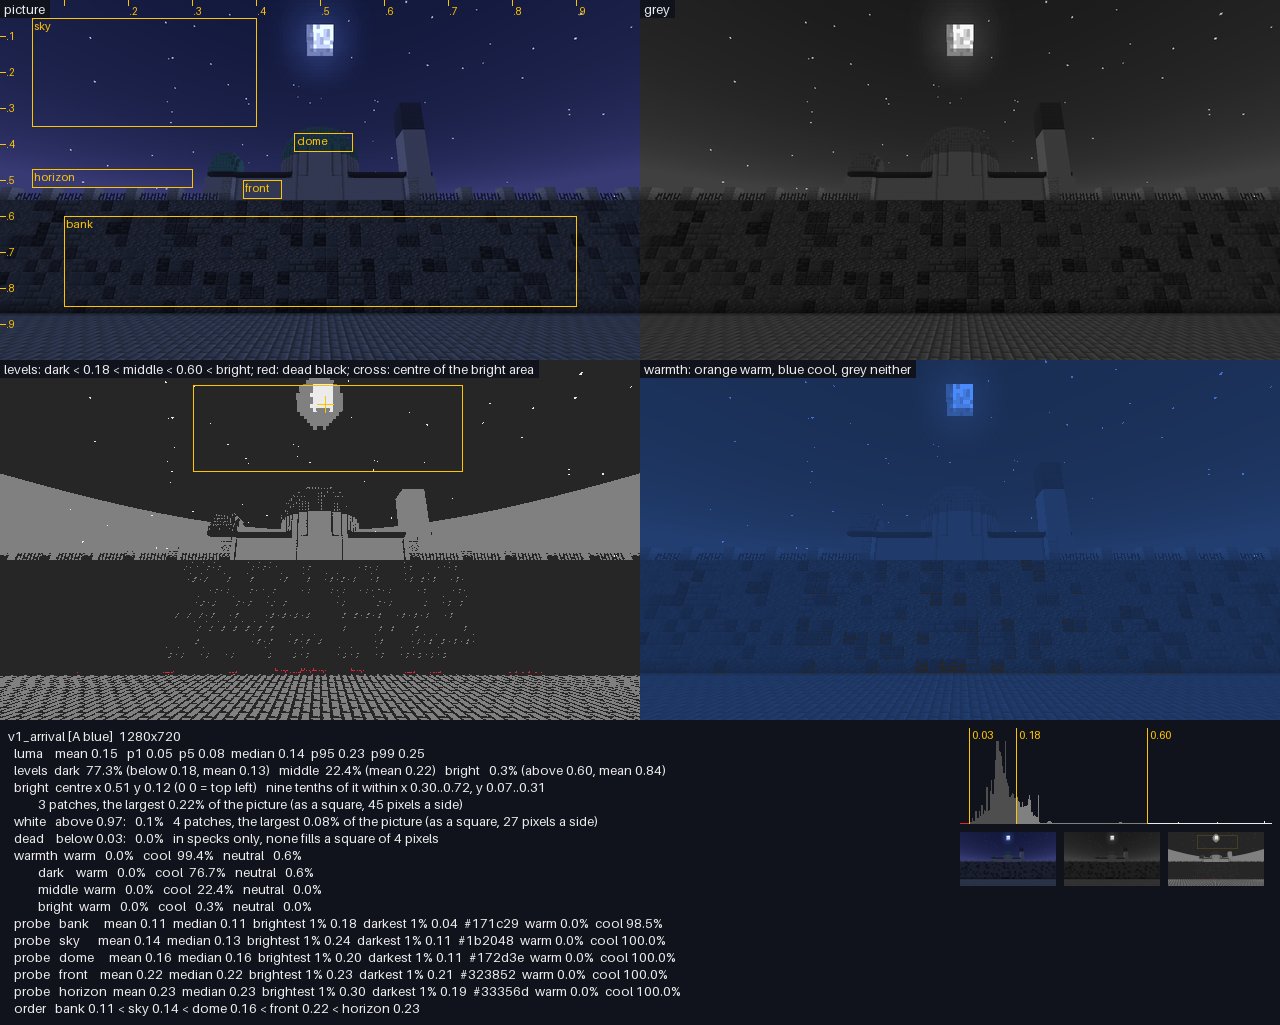 picture
.2 .3 .4 .5 .6 .7 .8 .9
grey
sky
.1
.2
.3
.4
dome
.5
horizon
front
.6
bank
.7
.8
.9
levels: dark < 0.18 < middle < 0.60 < bright; red: dead black; cross: centre of the bright area
warmth: orange warm, blue cool, grey neither
v1_arrival [A blue] 1280x720
luma mean 0.15 p1 0.05 p5 0.08 median 0.14 p95 0.23 p99 0.25
levels dark 77.3% (below 0.18, mean 0.13) middle 22.4% (mean 0.22) bright 0.3% (above 0.60, mean 0.84)
bright centre x 0.51 y 0.12 (0 0 = top left) nine tenths of it within x 0.30..0.72, y 0.07..0.31
3 patches, the largest 0.22% of the picture (as a square, 45 pixels a side)
white above 0.97: 0.1% 4 patches, the largest 0.08% of the picture (as a square, 27 pixels a side)
dead below 0.03: 0.0% in specks only, none fills a square of 4 pixels
warmth warm 0.0% cool 99.4% neutral 0.6%
dark warm 0.0% cool 76.7% neutral 0.6%
middle warm 0.0% cool 22.4% neutral 0.0%
bright warm 0.0% cool 0.3% neutral 0.0%
probe bank mean 0.11 median 0.11 brightest 1% 0.18 darkest 1% 0.04 #171c29 warm 0.0% cool 98.5%
probe sky mean 0.14 median 0.13 brightest 1% 0.24 darkest 1% 0.11 #1b2048 warm 0.0% cool 100.0%
probe dome mean 0.16 median 0.16 brightest 1% 0.20 darkest 1% 0.11 #172d3e warm 0.0% cool 100.0%
probe front mean 0.22 median 0.22 brightest 1% 0.23 darkest 1% 0.21 #323852 warm 0.0% cool 100.0%
probe horizon mean 0.23 median 0.23 brightest 1% 0.30 darkest 1% 0.19 #33356d warm 0.0% cool 100.0%
order bank 0.11 < sky 0.14 < dome 0.16 < front 0.22 < horizon 0.23
0.03 0.18 0.60